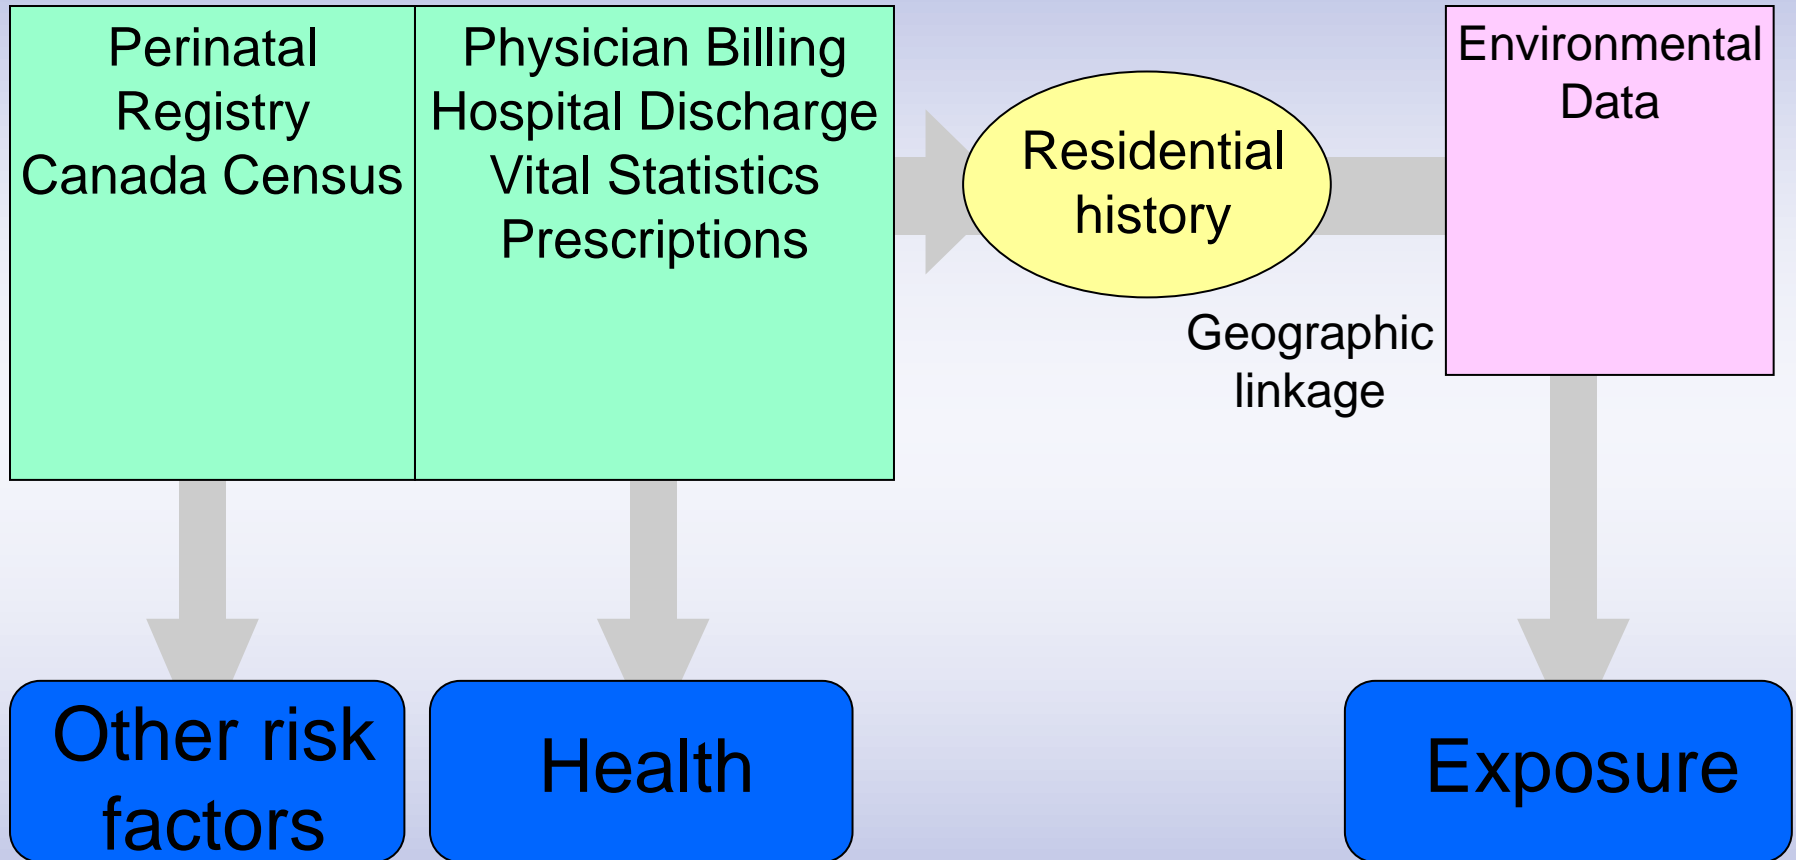 Perinatal
Registry
Canada Census
Physician Billing
Hospital Discharge
Vital Statistics
Prescriptions
Residential
history
Environmental
Data
Geographic
linkage
Other risk
factors
Health
Exposure